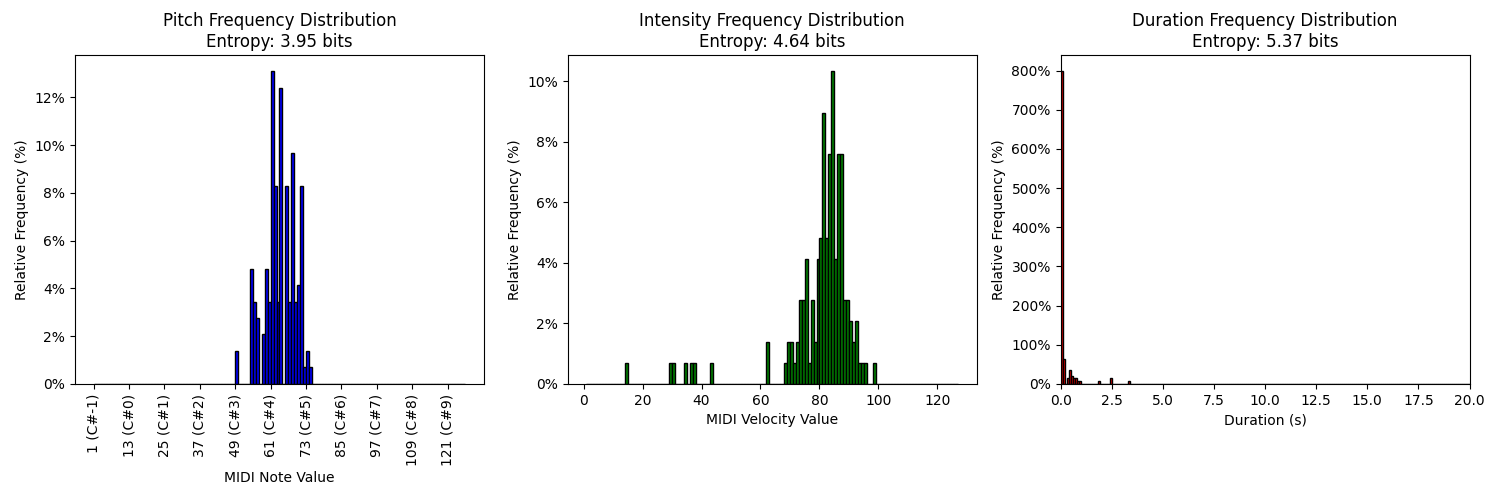 Pitch Frequency Distribution
Entropy: 3.95 bits
Relative Frequency (%)
12%
10%
8%
6%
4%
2%
0%
1 (C#-1)
13 (C#0)
25 (C#1)
37 (C#2)
49 (C#3)
61 (C#4)
73 (C#5)
85 (C#6)
97 (C#7)
109 (C#8)
121 (C#9)
MIDI Note Value
Intensity Frequency Distribution
Entropy: 4.64 bits
Relative Frequency (%)
10%
8%
6%
4%
2%
0%
0
20
40
60
80
100
120
MIDI Velocity Value
Duration Frequency Distribution
Entropy: 5.37 bits
Relative Frequency (%)
800%
700%
600%
500%
400%
300%
200%
100%
0%
0.0
2.5
5.0
7.5
10.0
12.5
15.0
17.5
20.0
Duration (s)